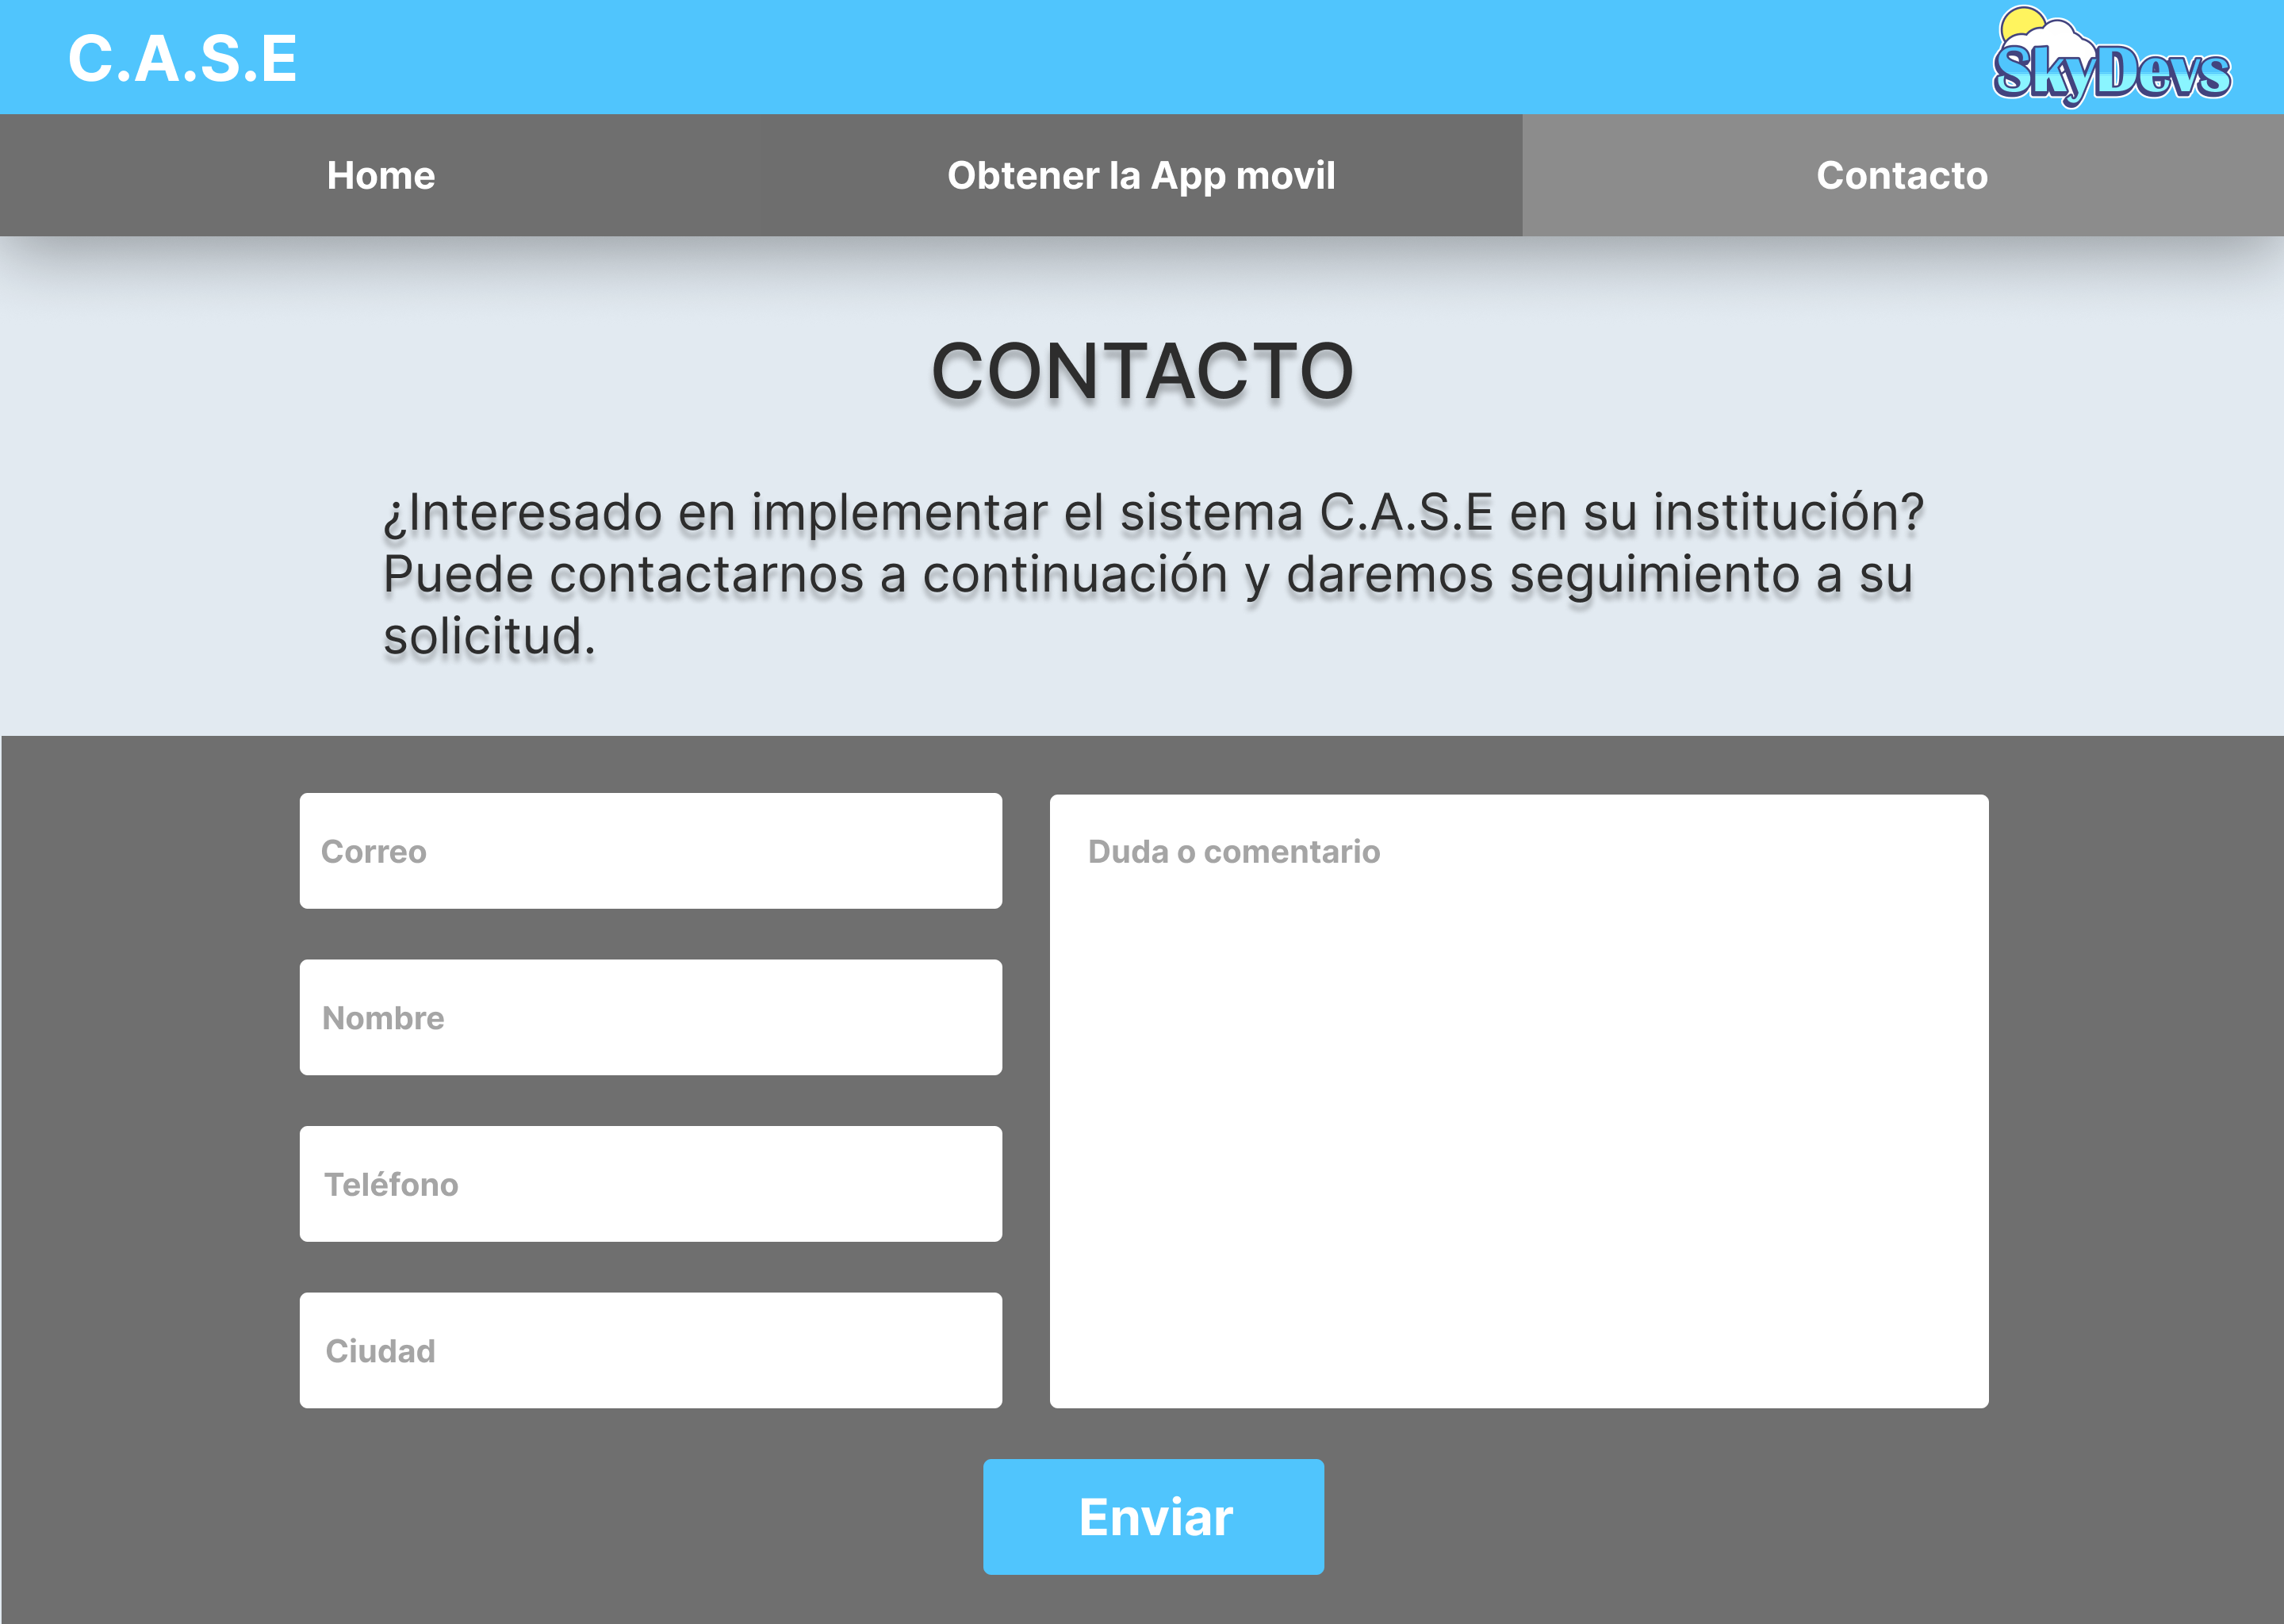 C.A.S.E
SkyDevs
Home
Obtener la App movil
Contacto
CONTACTO
¿Interesado en implementar el sistema C.A.S.E en su institución?
Puede contactarnos a continuación y daremos seguimiento a su
solicitud.
Correo
Nombre
Teléfono
Ciudad
Duda o comentario
Enviar